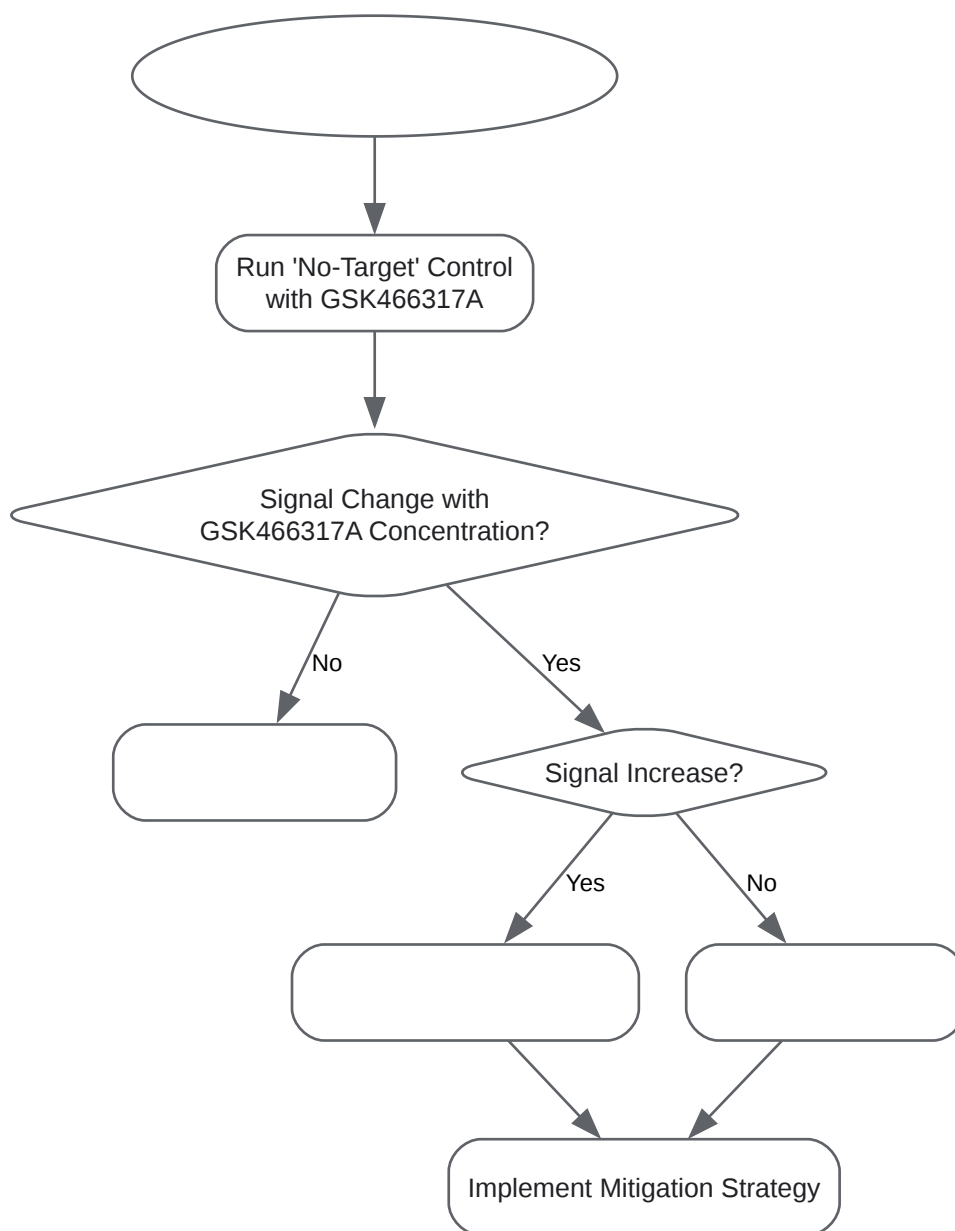 Run 'No-Target' Control
with GSK466317A
Signal Change with
GSK466317A Concentration?
No
Yes
Signal Increase?
Yes
No
Implement Mitigation Strategy